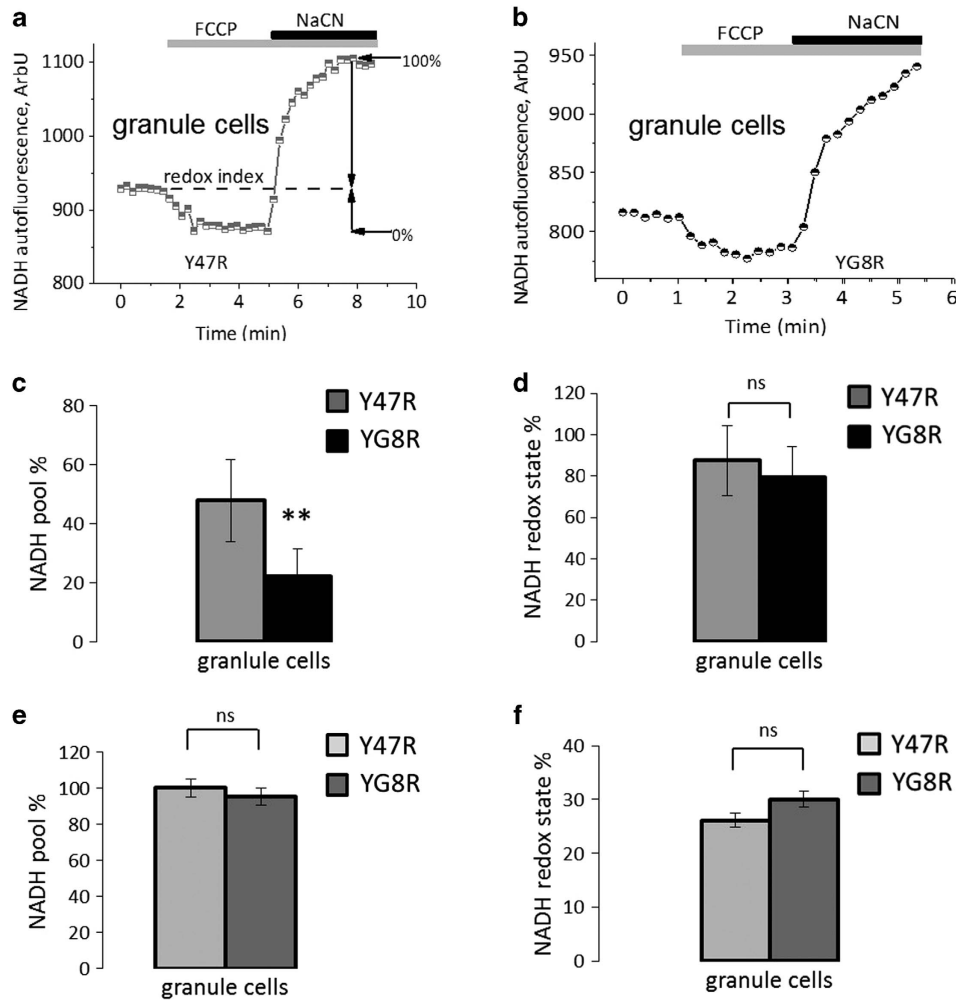 a
FCCP
NaCN
NADH autofluorescence, ArbU
1100
1000
900
800
granule cells
redox index
100%
0%
Y47R
0 2 4 6 8 10
Time (min)
b
FCCP
NaCN
NADH autofluorescence, ArbU
950
900
850
800
granule cells
YG8R
0 1 2 3 4 5 6
Time (min)
c
NADH pool %
80
60
40
20
0
Y47R
YG8R
**
granlule cells
d
NADH redox state %
120
100
80
60
40
20
0
ns
Y47R
YG8R
granule cells
e
NADH pool %
120
100
80
60
40
20
0
ns
Y47R
YG8R
granule cells
f
NADH redox state %
40
30
20
10
0
ns
Y47R
YG8R
granule cells